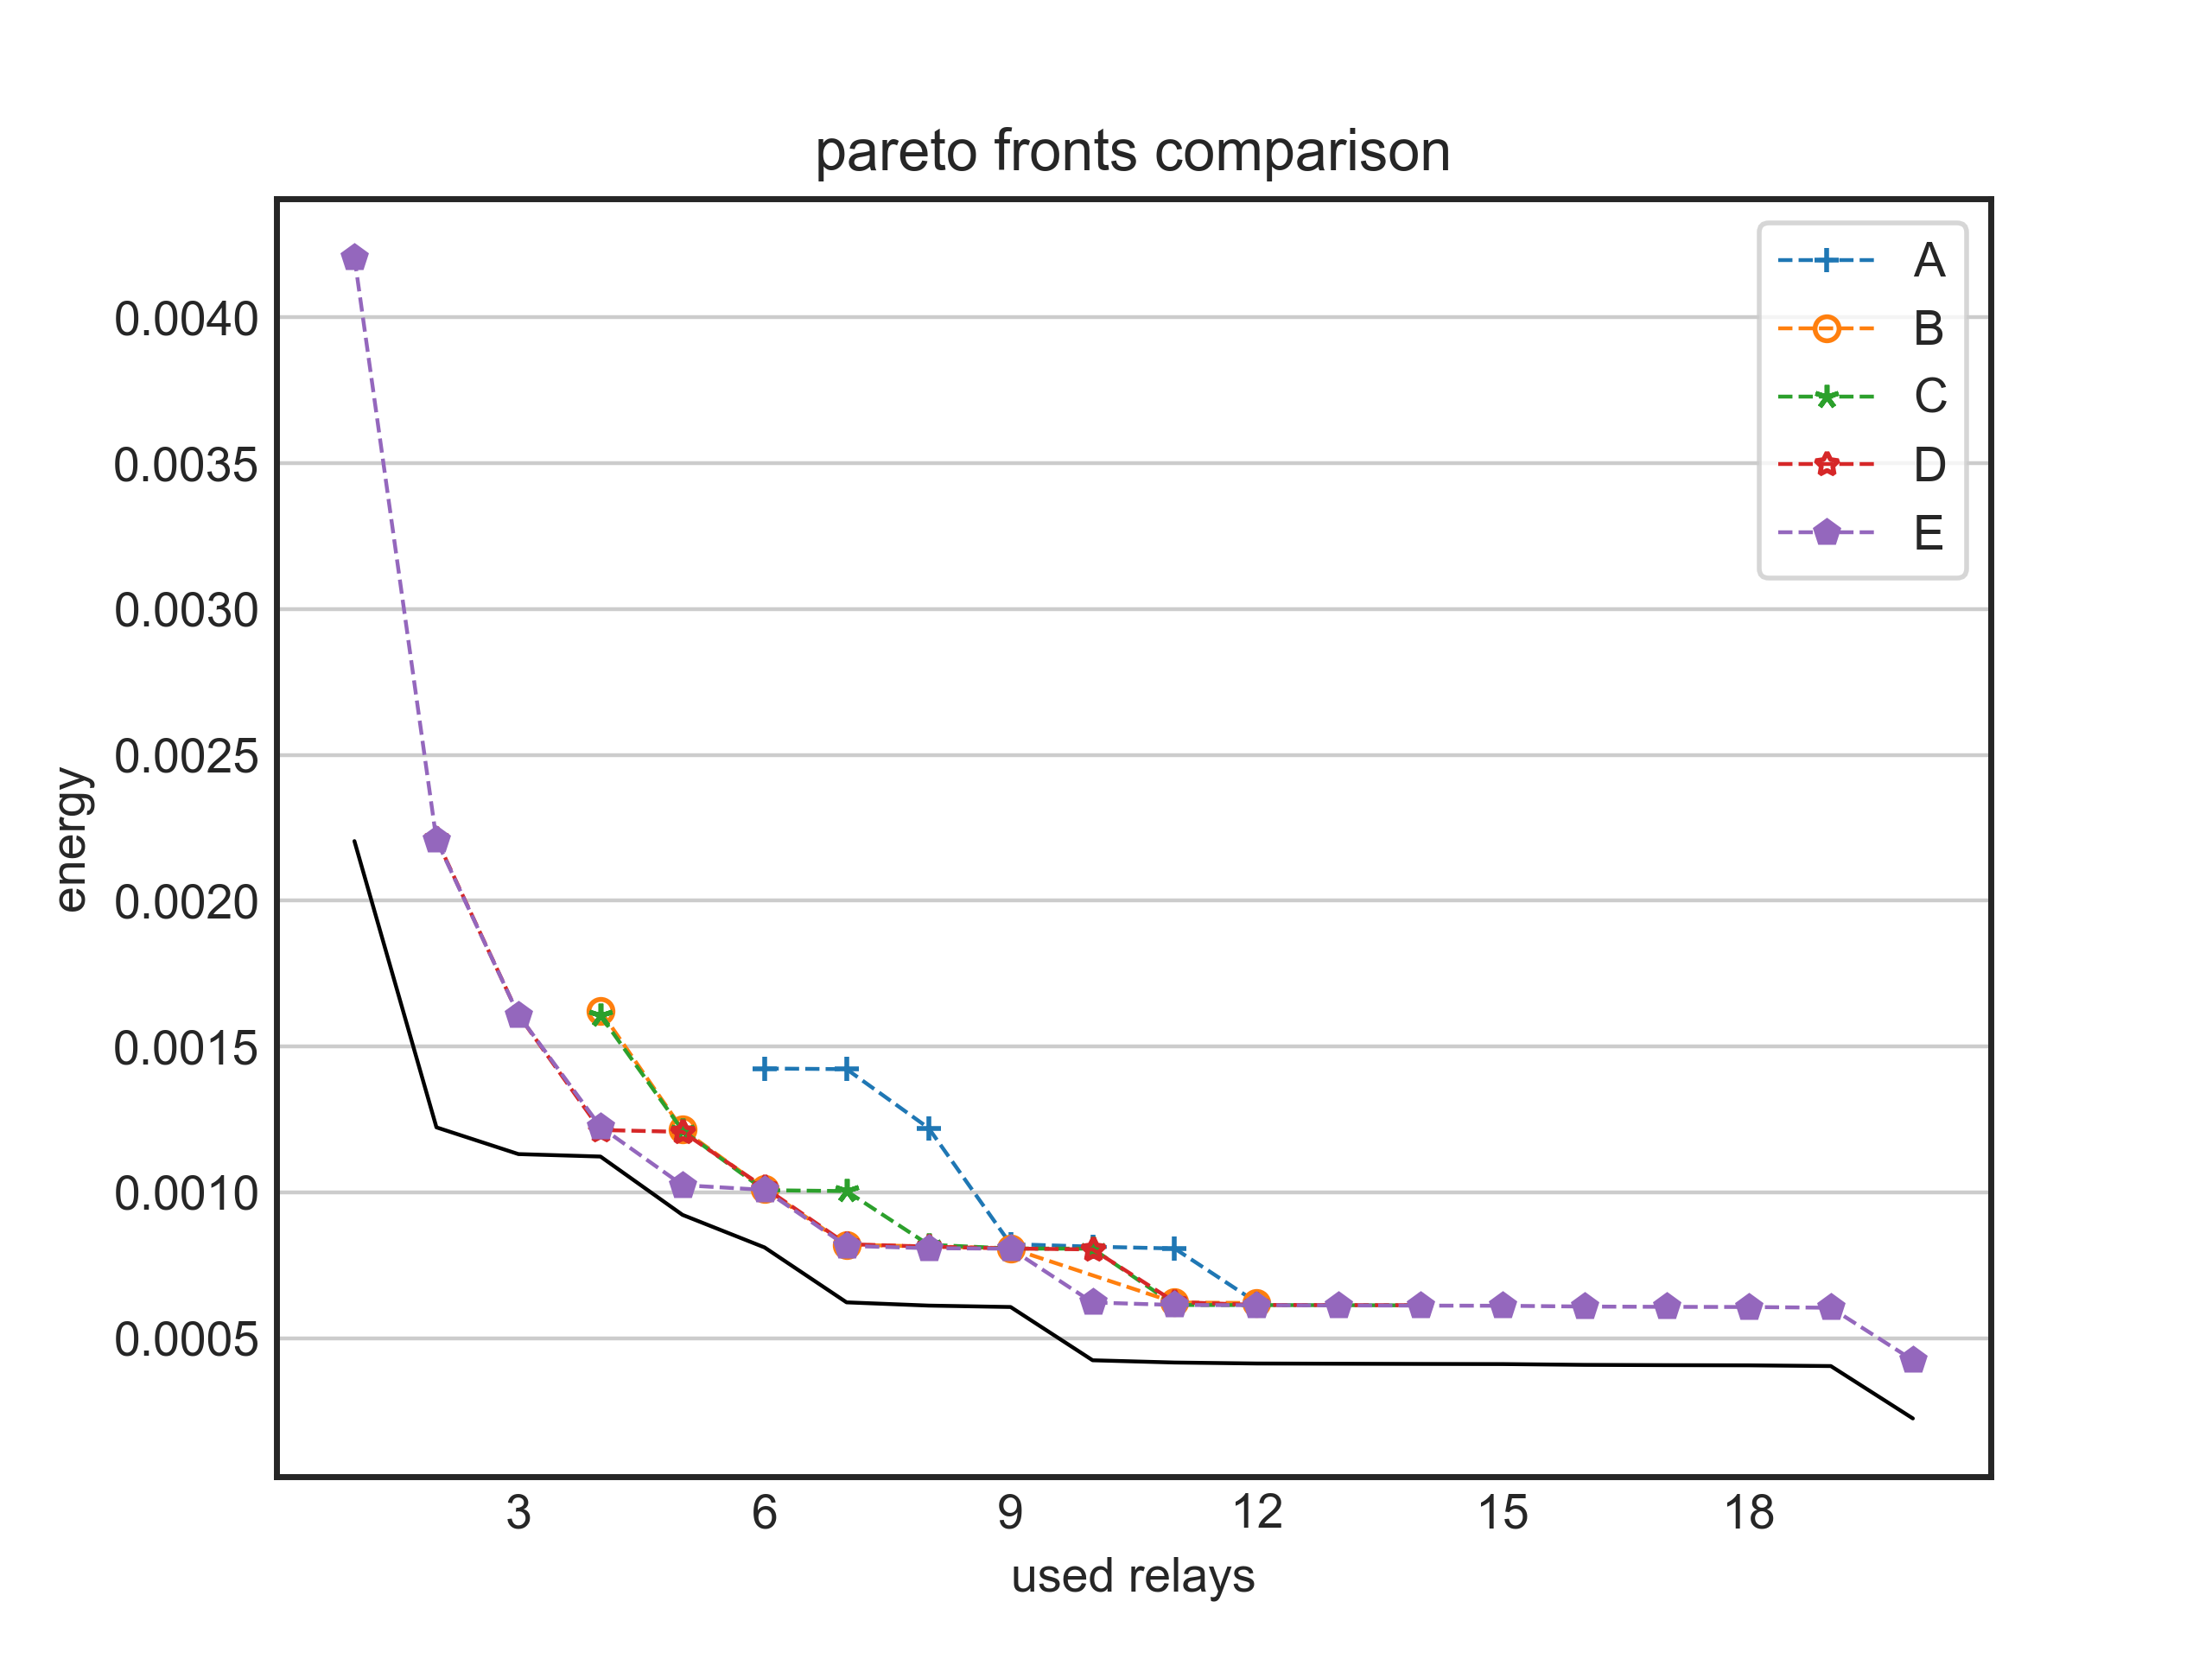 pareto fronts comparison
A
B
C
D
E
0.0040
0.0035
0.0030
0.0025
0.0020
0.0015
0.0010
0.0005
energy
3 6 9 12 15 18
used relays